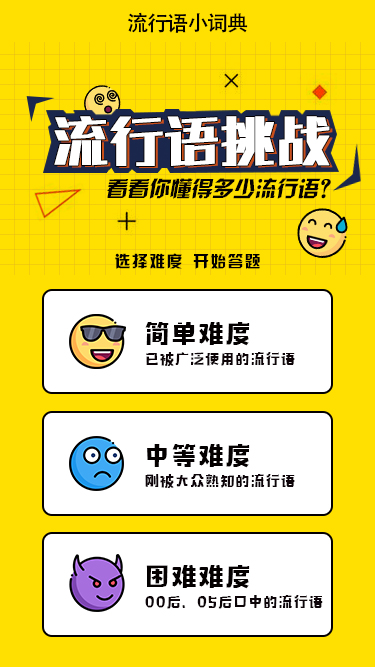 流行语小词典
流行语挑战
看看你懂得多少流行语?
选择难度 开始答题
简单难度
已被广泛使用的流行语
中等难度
刚被大众熟知的流行语
困难难度
00后、05后口中的流行语